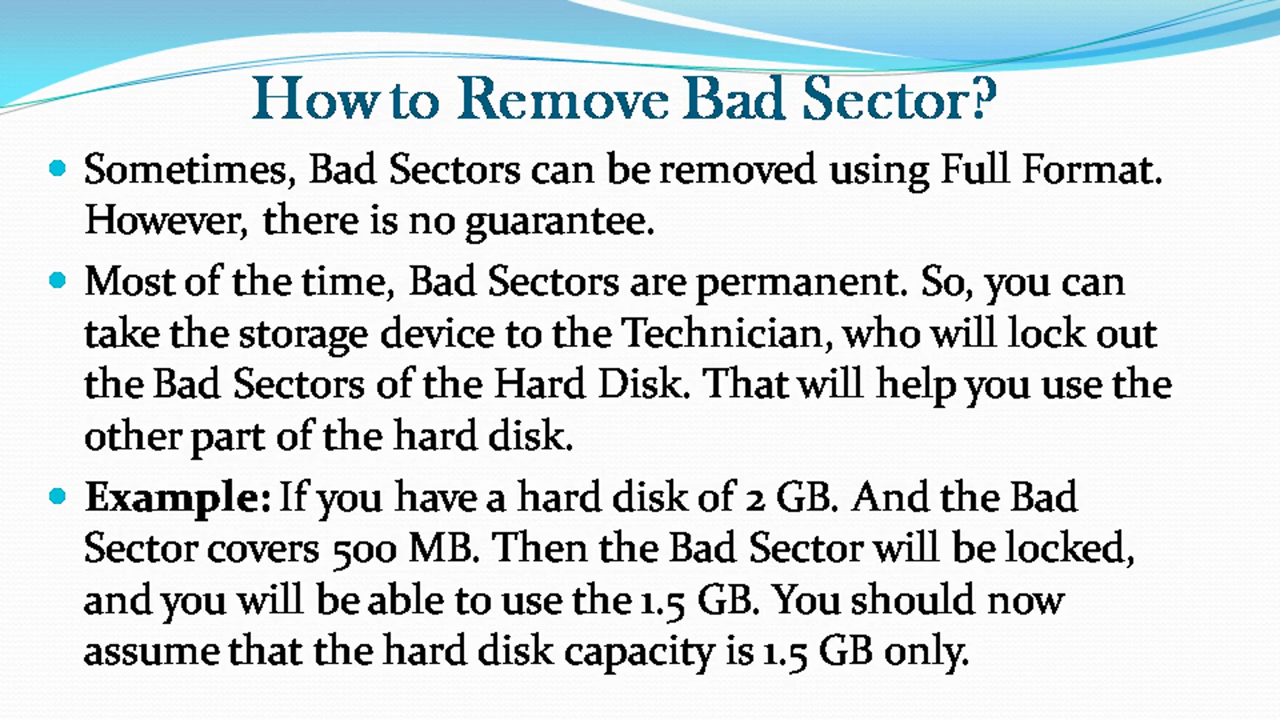 How to Remove Bad Sector?
• Sometimes, Bad Sectors can be removed using Full Format.
However, there is no guarantee.
• Most of the time, Bad Sectors are permanent. So, you can
take the storage device to the Technician, who will lock out
the Bad Sectors of the Hard Disk. That will help you use the
other part of the hard disk.
• Example: If you have a hard disk of 2 GB. And the Bad
Sector covers 500 MB. Then the Bad Sector will be locked,
and you will be able to use the 1.5 GB. You should now
assume that the hard disk capacity is 1.5 GB only.